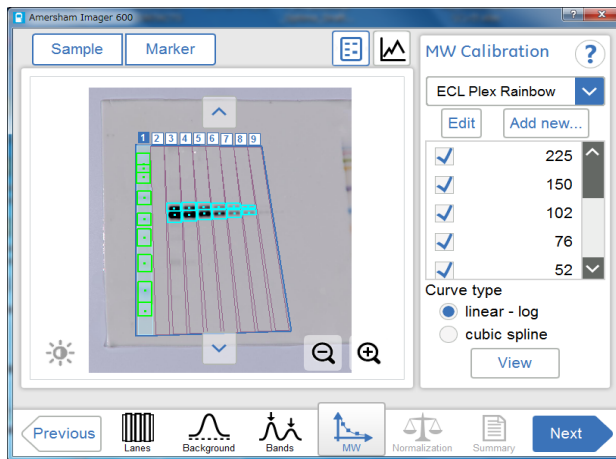 Amersham Imager 600
Sample
Marker
MW Calibration
?
ECL Plex Rainbow
Edit
Add new...
1 2 3 4 5 6 7 8 9
225
150
102
76
52
Curve type
linear - log
cubic spline
View
Previous
Lanes
Background
Bands
MW
Normalization
Summary
Next